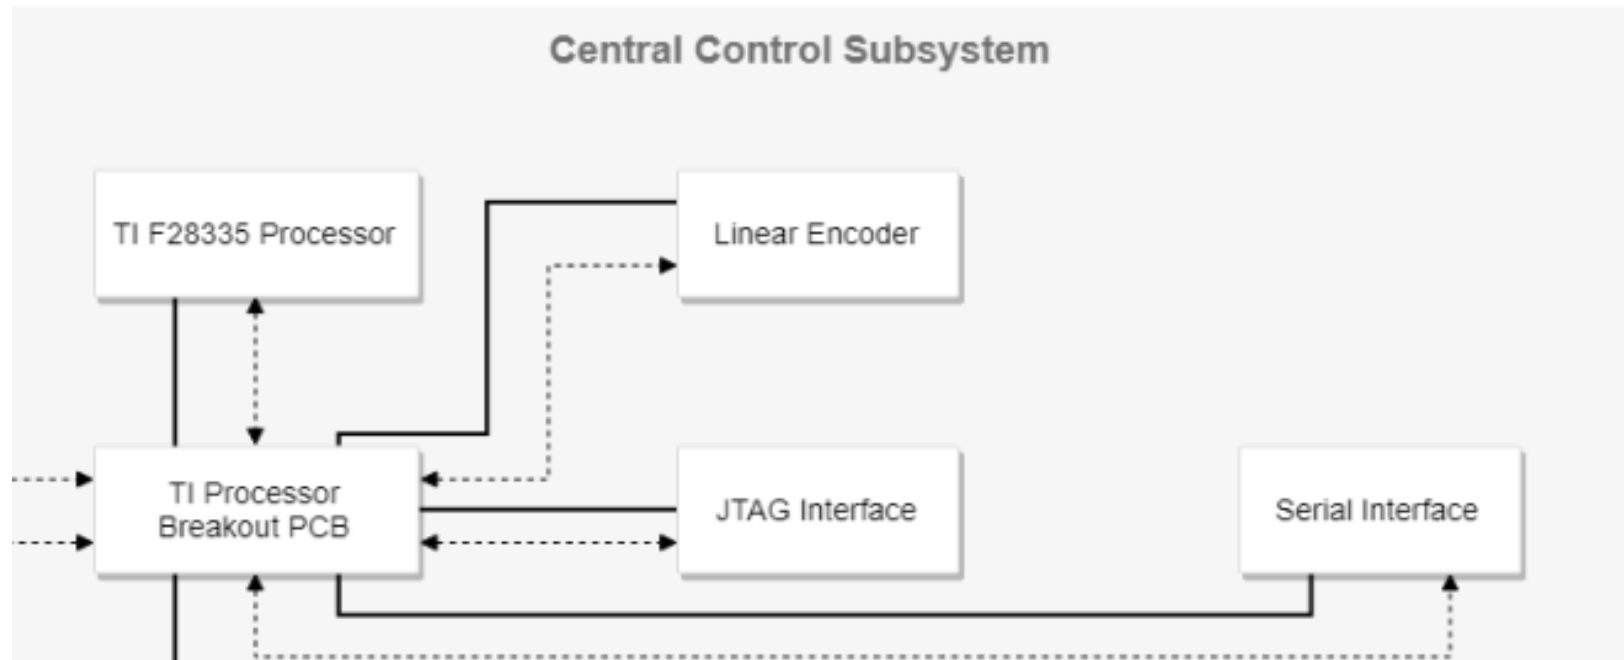 Central Control Subsystem
TI F28335 Processor
Linear Encoder
TI Processor
Breakout PCB
JTAG Interface
Serial Interface